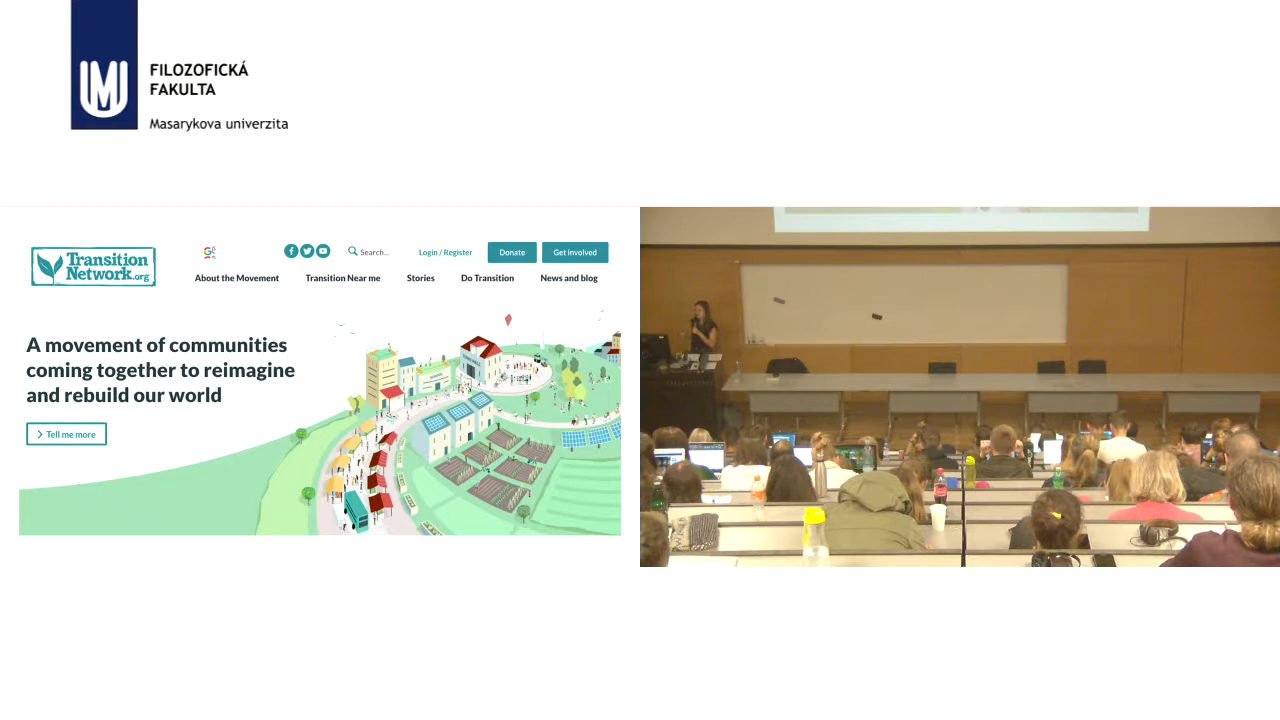 FILOZOFICKÁ
FAKULTA
Masarykova univerzita
Transition
Network.org
Search...
Login / Register
Donate
Get involved
About the Movement
Transition Near me
Stories
Do Transition
News and blog
A movement of communities
coming together to reimagine
and rebuild our world
Tell me more